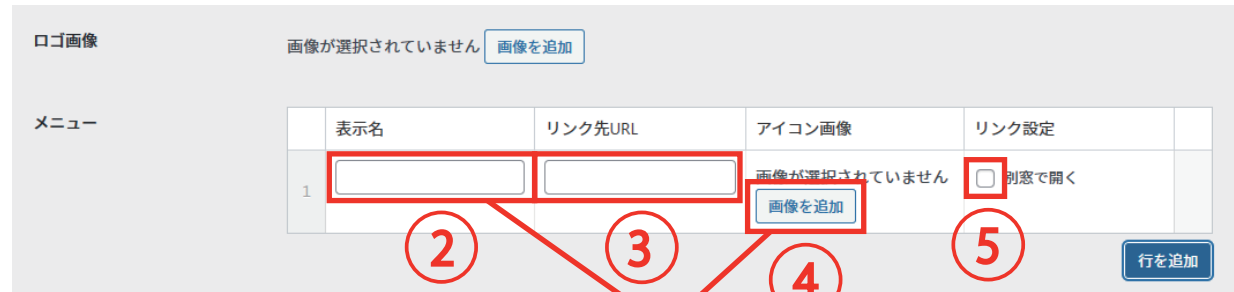 ロゴ画像
画像が選択されていません 画像を追加
メニュー
表示名 リンク先URL アイコン画像 リンク設定
1 画像が選択されていません 別窓で開く
画像を追加
② ③ ④ ⑤
行を追加